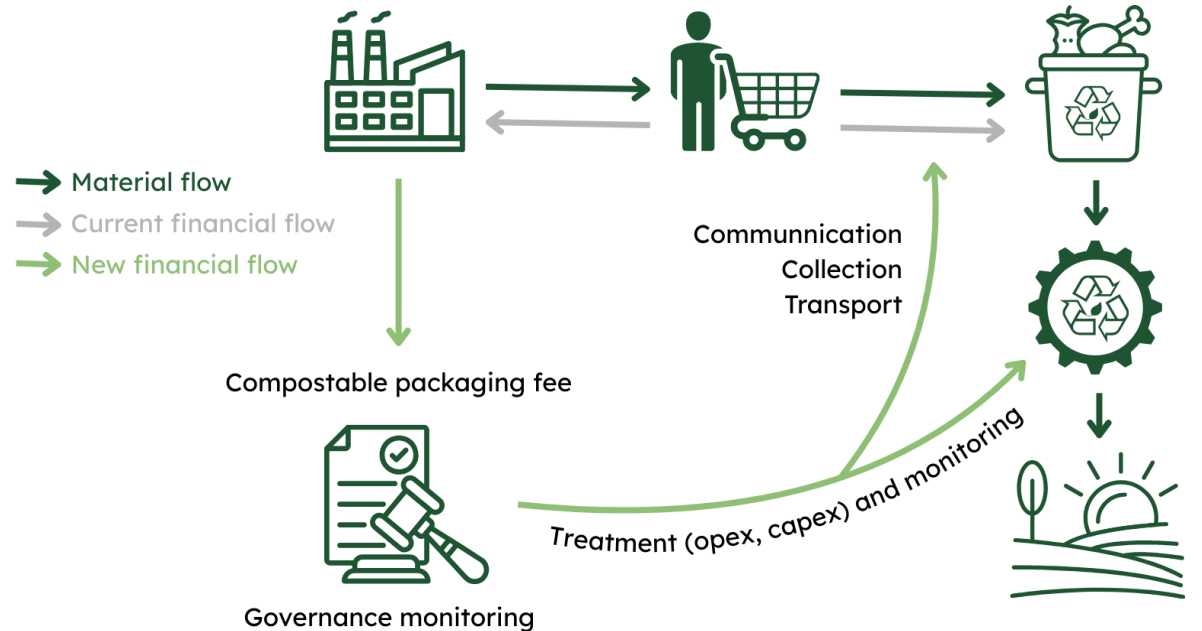 Material flow
Current financial flow
New financial flow
Communnication
Collection
Transport
Compostable packaging fee
Treatment (opex, capex) and monitoring
Governance monitoring